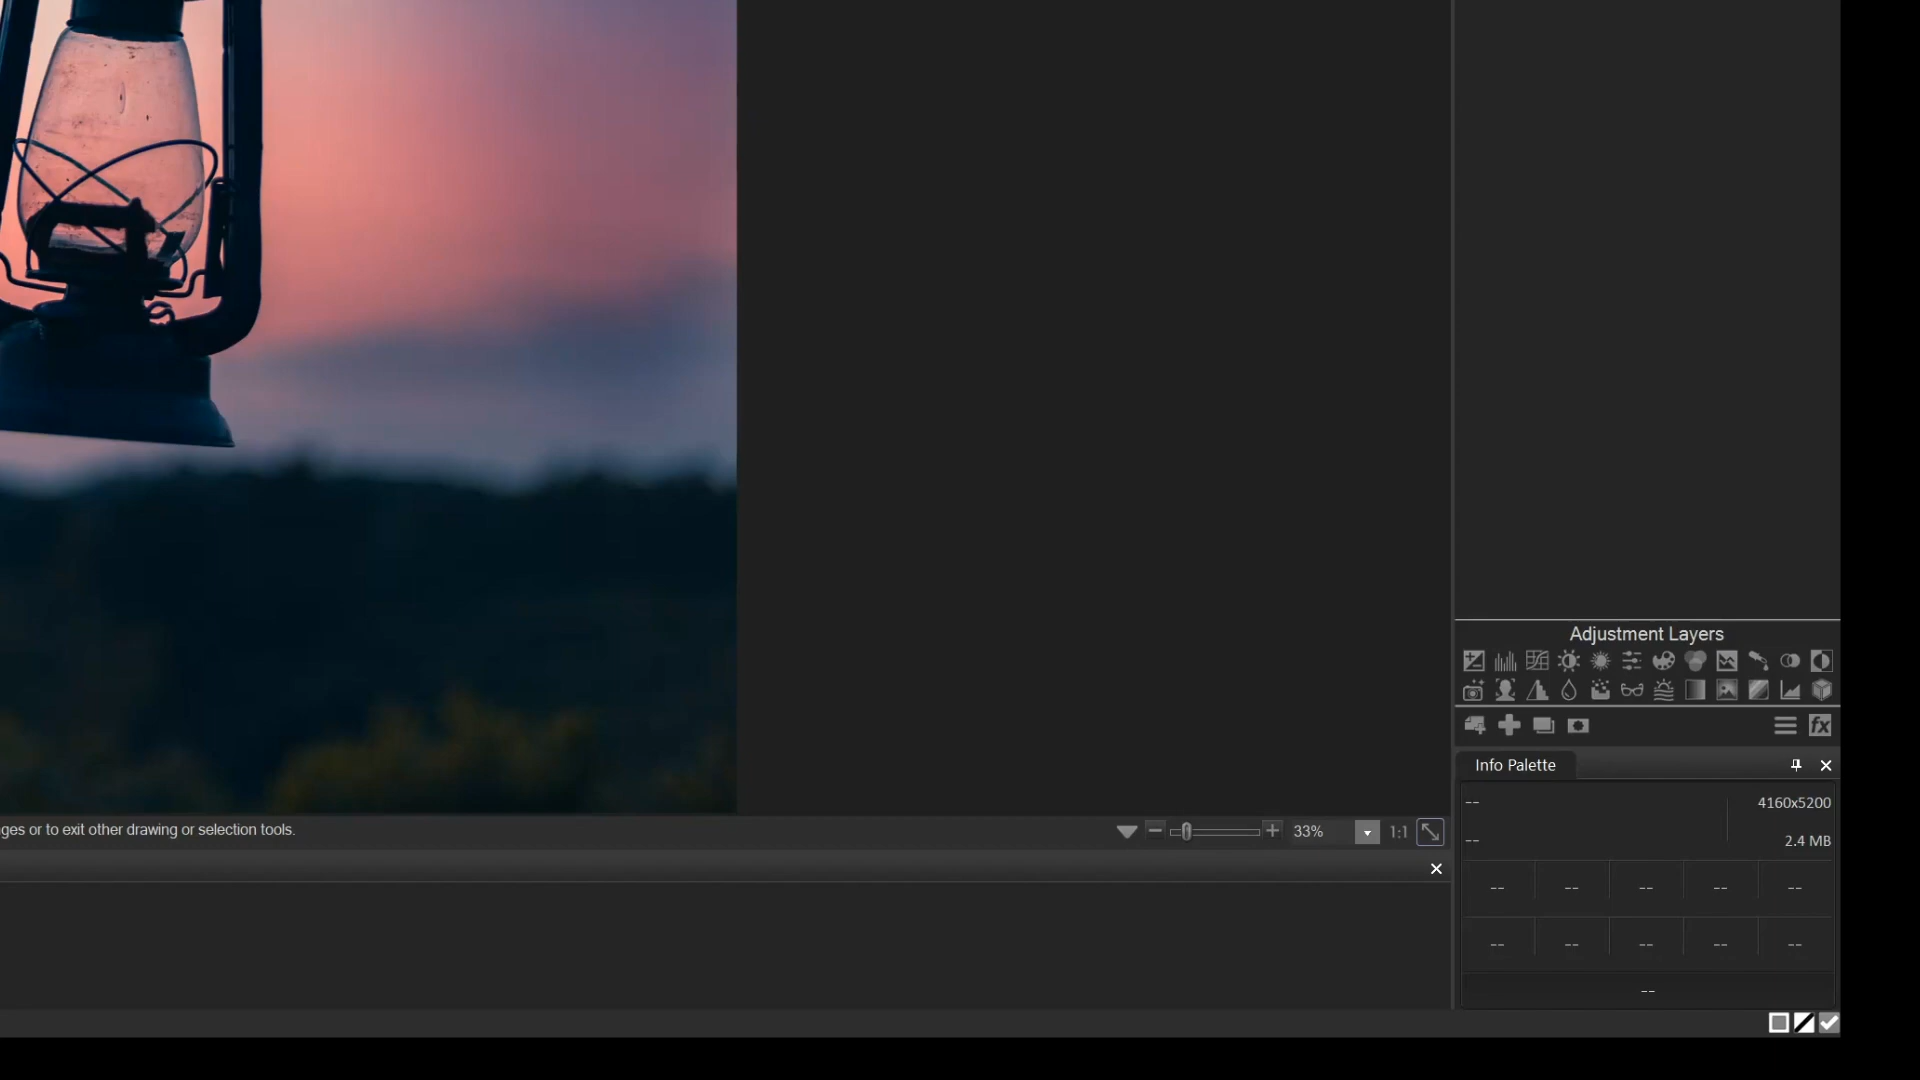 Adjustment Layers
fx
Info Palette
-- 4160x5200
-- 2.4 MB
-- -- -- -- --
-- -- -- -- --
--
ges or to exit other drawing or selection tools.
33% 1:1